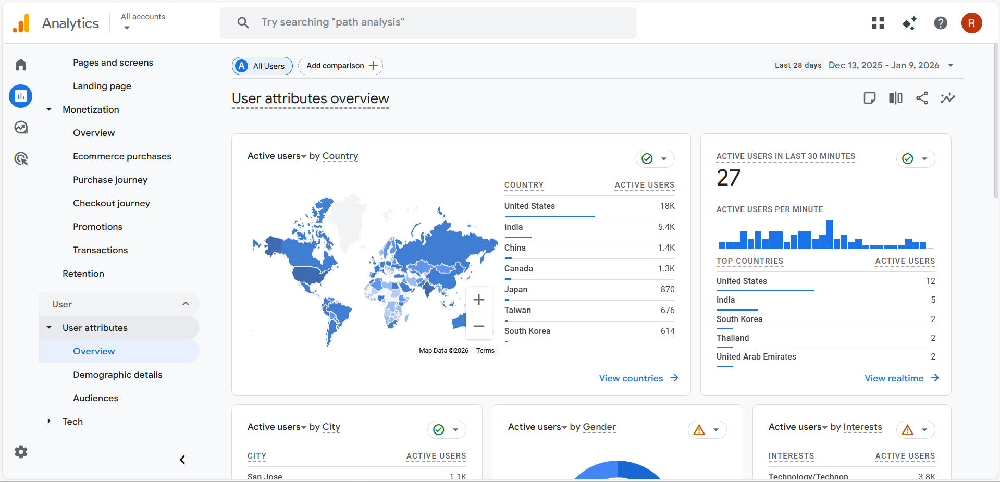 Analytics
All accounts
Try searching "path analysis"
R
Pages and screens
Landing page
Monetization
Overview
Ecommerce purchases
Purchase journey
Checkout journey
Promotions
Transactions
Retention
User
User attributes
Overview
Demographic details
Audiences
Tech
A All Users
Add comparison
Last 28 days Dec 13, 2025 - Jan 9, 2026
User attributes overview
Active users by Country
COUNTRY ACTIVE USERS
United States 18K
India 5.4K
China 1.4K
Canada 1.3K
Japan 870
Taiwan 676
South Korea 614
Map Data ©2026 Terms
View countries
ACTIVE USERS IN LAST 30 MINUTES
27
ACTIVE USERS PER MINUTE
TOP COUNTRIES ACTIVE USERS
United States 12
India 5
South Korea 2
Thailand 2
United Arab Emirates 2
View realtime
Active users by City
CITY ACTIVE USERS
San Jose 1.1K
Active users by Gender
Active users by Interests
INTERESTS ACTIVE USERS
Technology/Technop 3.8K